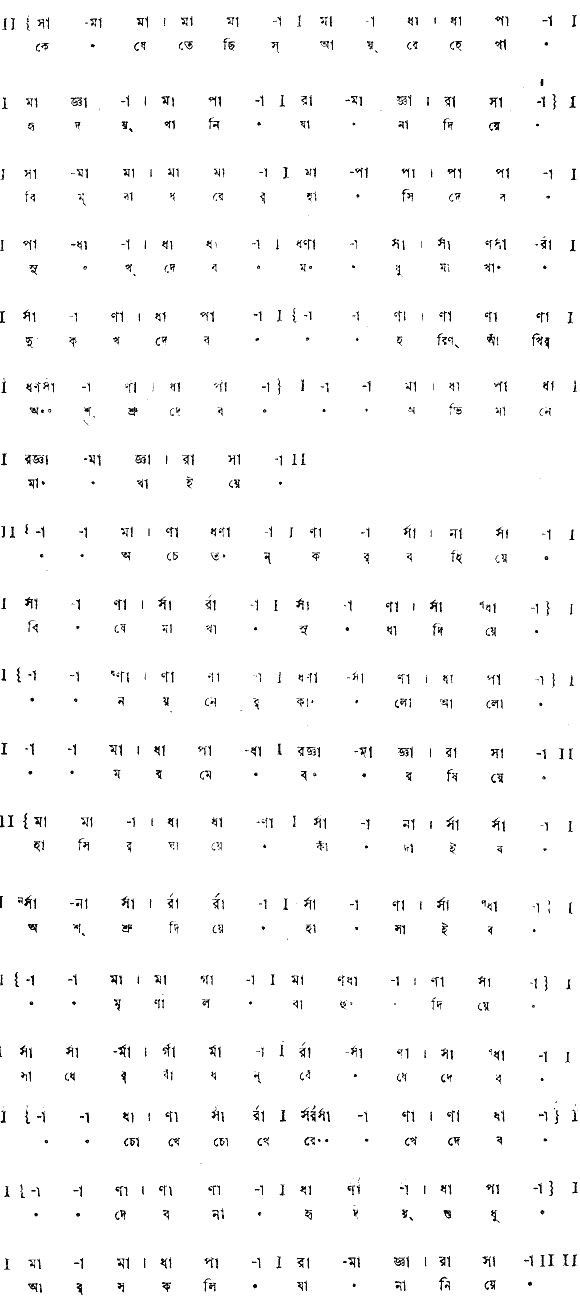 II { সা -মা মা । মা মা -া I মা -া ধা । ধা পা -া I
কে • যে তে ছি স্ আ য়্ রে হে থা •
I মা জ্ঞা -া । মা পা -া I রা -মা জ্ঞা । রা সা -া } I
হৃ দ য়্ খা নি • যা • না দি য়ে •
I সা -মা মা । মা মা -া I মা -পা পা । পা পা -া I
বি ম্ বা ধ রে র্ হা • সি দে ব •
I পা -ধা -া । ধা ধা -া I ধণা -া র্সা । র্সা ণর্সা -র্রা I
সু • খ্ দে ব • ম• • ধু মা খা• •
I র্সা -া ণা । ধা পা -া I { -া -া ণা । ণা ণা ণা I
দু ক্ খ দে ব • • • হ রিণ্ আঁ খির্
I ধণর্সা -া ণা । ধা পা -া } I -া -া মা । ধা পা ধা I
অ•• শ্ রু দে ব • • • অ ভি মা নে
I রজ্ঞা -মা জ্ঞা । রা সা -া II
মা• • খা ই য়ে •
II { -া -া মা । ণা ধণা -া I ণা -া র্সা । না র্সা -া I
• • অ চে ত• ন্ ক র্ ব হি য়ে •
I র্সা -া ণা । র্সা র্রা -া I র্সা -া ণা । র্সা ণধা -া } I
বি • ষে মা খা • সু • ধা দি য়ে •
I { -া -া ণা । ণা ণা -া I ধণা -র্সা ণা । ধা পা -া } I
• • ন য় নে র্ কা• • লো আ লো •
I -া -া মা । ধা পা -ধা I রজ্ঞা -মা জ্ঞা । রা সা -া II
• • ম র মে • ব• • র ষি য়ে •
II { মা মা -া । ধা ধা -ণা I র্সা -া না । র্সা র্সা -া I
হা সি র্ ঘা য়ে • কাঁ • দা ই ব •
I নর্সা -না র্সা । র্রা র্রা -া I র্সা -া ণা । র্সা ণধা -া } I
অ শ্ রু দি য়ে • হা • সা ই ব •
I { -া -া মা । মা গা -া I মা ণধা -া । ণা র্সা -া } I
• • মৃ ণা ল • বা হু• • দি য়ে •
I র্সা র্সা -র্মা । র্গা র্মা -া I র্রা -র্সা ণা । র্সা ণধা -া I
সা ধে র্ বাঁ ধ ন্ বেঁ • ধে দে ব •
I { -া -া ধা । ণা র্সা র্রা I র্সর্রর্সা -া ণা । ণা ধা -া } I
• • চো খে চো খে রে•• • খে দে ব •
I { -া -া ণা । ণা ণা -া I ধা ণা -া । ধা পা -া } I
• • দে ব না • হৃ দ য়্ শু ধু •
I মা -া মা । ধা পা -া I রা -মা জ্ঞা । রা সা -া II II
আ র্ স ক লি • যা • না নি য়ে •